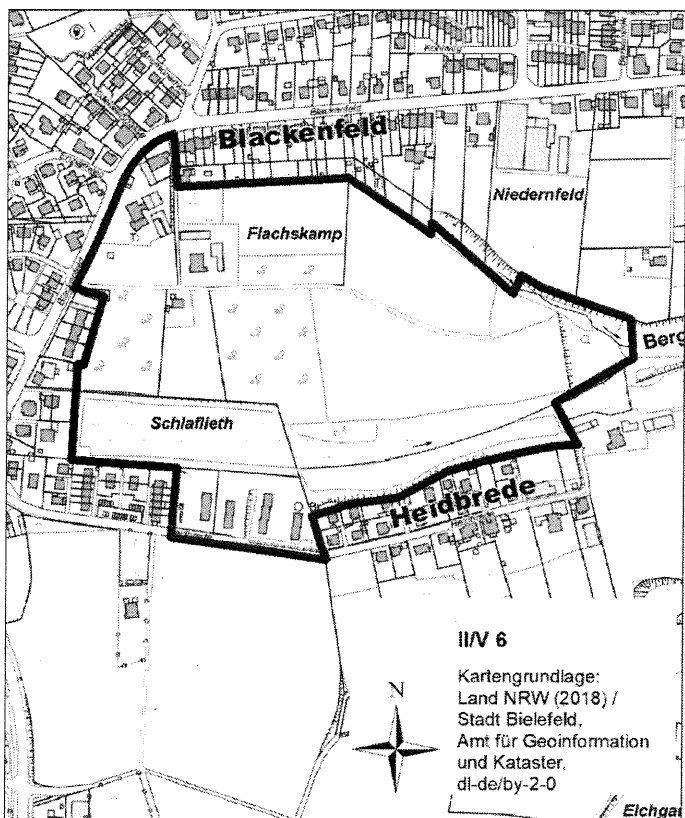 Blackenfeld
Niedernfeld
Flachskamp
Berg
Schlaflieth
Heidbrede
II/V 6
Kartengrundlage:
Land NRW (2018) /
Stadt Bielefeld,
Amt für Geoinformation
und Kataster,
dl-de/by-2-0
N
Eichgar